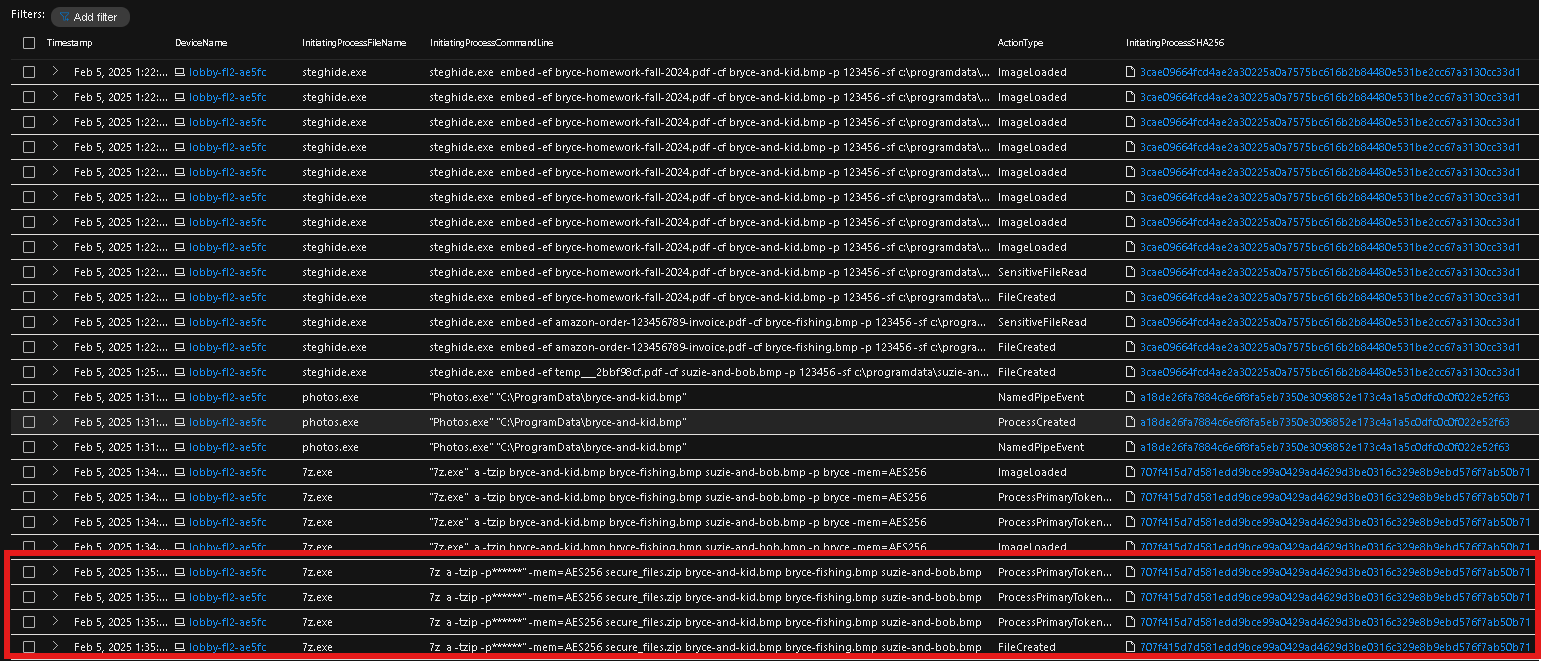 Filters: Add filter
Timestamp DeviceName InitiatingProcessFileName InitiatingProcessCommandLine ActionType InitiatingProcessSHA256
Feb 5, 2025 1:22:... lobby-fl2-ae5fc steghide.exe steghide.exe embed -ef bryce-homework-fall-2024.pdf -cf bryce-and-kid.bmp -p 123456 -sf c:\programdata\... ImageLoaded 3cae09664fcd4ae2a30225a0a7575bc616b2b84480e531be2cc67a3130cc33d1
Feb 5, 2025 1:22:... lobby-fl2-ae5fc steghide.exe steghide.exe embed -ef bryce-homework-fall-2024.pdf -cf bryce-and-kid.bmp -p 123456 -sf c:\programdata\... ImageLoaded 3cae09664fcd4ae2a30225a0a7575bc616b2b84480e531be2cc67a3130cc33d1
Feb 5, 2025 1:22:... lobby-fl2-ae5fc steghide.exe steghide.exe embed -ef bryce-homework-fall-2024.pdf -cf bryce-and-kid.bmp -p 123456 -sf c:\programdata\... ImageLoaded 3cae09664fcd4ae2a30225a0a7575bc616b2b84480e531be2cc67a3130cc33d1
Feb 5, 2025 1:22:... lobby-fl2-ae5fc steghide.exe steghide.exe embed -ef bryce-homework-fall-2024.pdf -cf bryce-and-kid.bmp -p 123456 -sf c:\programdata\... ImageLoaded 3cae09664fcd4ae2a30225a0a7575bc616b2b84480e531be2cc67a3130cc33d1
Feb 5, 2025 1:22:... lobby-fl2-ae5fc steghide.exe steghide.exe embed -ef bryce-homework-fall-2024.pdf -cf bryce-and-kid.bmp -p 123456 -sf c:\programdata\... ImageLoaded 3cae09664fcd4ae2a30225a0a7575bc616b2b84480e531be2cc67a3130cc33d1
Feb 5, 2025 1:22:... lobby-fl2-ae5fc steghide.exe steghide.exe embed -ef bryce-homework-fall-2024.pdf -cf bryce-and-kid.bmp -p 123456 -sf c:\programdata\... ImageLoaded 3cae09664fcd4ae2a30225a0a7575bc616b2b84480e531be2cc67a3130cc33d1
Feb 5, 2025 1:22:... lobby-fl2-ae5fc steghide.exe steghide.exe embed -ef bryce-homework-fall-2024.pdf -cf bryce-and-kid.bmp -p 123456 -sf c:\programdata\... ImageLoaded 3cae09664fcd4ae2a30225a0a7575bc616b2b84480e531be2cc67a3130cc33d1
Feb 5, 2025 1:22:... lobby-fl2-ae5fc steghide.exe steghide.exe embed -ef bryce-homework-fall-2024.pdf -cf bryce-and-kid.bmp -p 123456 -sf c:\programdata\... ImageLoaded 3cae09664fcd4ae2a30225a0a7575bc616b2b84480e531be2cc67a3130cc33d1
Feb 5, 2025 1:22:... lobby-fl2-ae5fc steghide.exe steghide.exe embed -ef bryce-homework-fall-2024.pdf -cf bryce-and-kid.bmp -p 123456 -sf c:\programdata\... SensitiveFileRead 3cae09664fcd4ae2a30225a0a7575bc616b2b84480e531be2cc67a3130cc33d1
Feb 5, 2025 1:22:... lobby-fl2-ae5fc steghide.exe steghide.exe embed -ef bryce-homework-fall-2024.pdf -cf bryce-and-kid.bmp -p 123456 -sf c:\programdata\... FileCreated 3cae09664fcd4ae2a30225a0a7575bc616b2b84480e531be2cc67a3130cc33d1
Feb 5, 2025 1:22:... lobby-fl2-ae5fc steghide.exe steghide.exe embed -ef amazon-order-123456789-invoice.pdf -cf bryce-fishing.bmp -p 123456 -sf c:\progra... SensitiveFileRead 3cae09664fcd4ae2a30225a0a7575bc616b2b84480e531be2cc67a3130cc33d1
Feb 5, 2025 1:22:... lobby-fl2-ae5fc steghide.exe steghide.exe embed -ef amazon-order-123456789-invoice.pdf -cf bryce-fishing.bmp -p 123456 -sf c:\progra... FileCreated 3cae09664fcd4ae2a30225a0a7575bc616b2b84480e531be2cc67a3130cc33d1
Feb 5, 2025 1:25:... lobby-fl2-ae5fc steghide.exe steghide.exe embed -ef temp___2bbf98cf.pdf -cf suzie-and-bob.bmp -p 123456 -sf c:\programdata\suzie-an... FileCreated 3cae09664fcd4ae2a30225a0a7575bc616b2b84480e531be2cc67a3130cc33d1
Feb 5, 2025 1:31:... lobby-fl2-ae5fc photos.exe "Photos.exe" "C:\ProgramData\bryce-and-kid.bmp" NamedPipeEvent a18de26fa7884c6e6f8fa5eb7350e3098852e173c4a1a5c0dfc0c0f022e52f63
Feb 5, 2025 1:31:... lobby-fl2-ae5fc photos.exe "Photos.exe" "C:\ProgramData\bryce-and-kid.bmp" ProcessCreated a18de26fa7884c6e6f8fa5eb7350e3098852e173c4a1a5c0dfc0c0f022e52f63
Feb 5, 2025 1:31:... lobby-fl2-ae5fc photos.exe "Photos.exe" "C:\ProgramData\bryce-and-kid.bmp" NamedPipeEvent a18de26fa7884c6e6f8fa5eb7350e3098852e173c4a1a5c0dfc0c0f022e52f63
Feb 5, 2025 1:34:... lobby-fl2-ae5fc 7z.exe "7z.exe" a -tzip bryce-and-kid.bmp bryce-fishing.bmp suzie-and-bob.bmp -p bryce -mem=AES256 ImageLoaded 707f415d7d581edd9bce99a0429ad4629d3be0316c329e8b9ebd576f7ab50b71
Feb 5, 2025 1:34:... lobby-fl2-ae5fc 7z.exe "7z.exe" a -tzip bryce-and-kid.bmp bryce-fishing.bmp suzie-and-bob.bmp -p bryce -mem=AES256 ProcessPrimaryToken... 707f415d7d581edd9bce99a0429ad4629d3be0316c329e8b9ebd576f7ab50b71
Feb 5, 2025 1:34:... lobby-fl2-ae5fc 7z.exe "7z.exe" a -tzip bryce-and-kid.bmp bryce-fishing.bmp suzie-and-bob.bmp -p bryce -mem=AES256 ProcessPrimaryToken... 707f415d7d581edd9bce99a0429ad4629d3be0316c329e8b9ebd576f7ab50b71
Feb 5, 2025 1:34:... lobby-fl2-ae5fc 7z.exe "7z.exe" a -tzip bryce-and-kid.bmp bryce-fishing.bmp suzie-and-bob.bmp -p bryce -mem=AES256 ImageLoaded 707f415d7d581edd9bce99a0429ad4629d3be0316c329e8b9ebd576f7ab50b71
Feb 5, 2025 1:35:... lobby-fl2-ae5fc 7z.exe 7z a -tzip -p******" -mem=AES256 secure_files.zip bryce-and-kid.bmp bryce-fishing.bmp suzie-and-bob.bmp ProcessPrimaryToken... 707f415d7d581edd9bce99a0429ad4629d3be0316c329e8b9ebd576f7ab50b71
Feb 5, 2025 1:35:... lobby-fl2-ae5fc 7z.exe 7z a -tzip -p******" -mem=AES256 secure_files.zip bryce-and-kid.bmp bryce-fishing.bmp suzie-and-bob.bmp ProcessPrimaryToken... 707f415d7d581edd9bce99a0429ad4629d3be0316c329e8b9ebd576f7ab50b71
Feb 5, 2025 1:35:... lobby-fl2-ae5fc 7z.exe 7z a -tzip -p******" -mem=AES256 secure_files.zip bryce-and-kid.bmp bryce-fishing.bmp suzie-and-bob.bmp ProcessPrimaryToken... 707f415d7d581edd9bce99a0429ad4629d3be0316c329e8b9ebd576f7ab50b71
Feb 5, 2025 1:35:... lobby-fl2-ae5fc 7z.exe 7z a -tzip -p******" -mem=AES256 secure_files.zip bryce-and-kid.bmp bryce-fishing.bmp suzie-and-bob.bmp FileCreated 707f415d7d581edd9bce99a0429ad4629d3be0316c329e8b9ebd576f7ab50b71